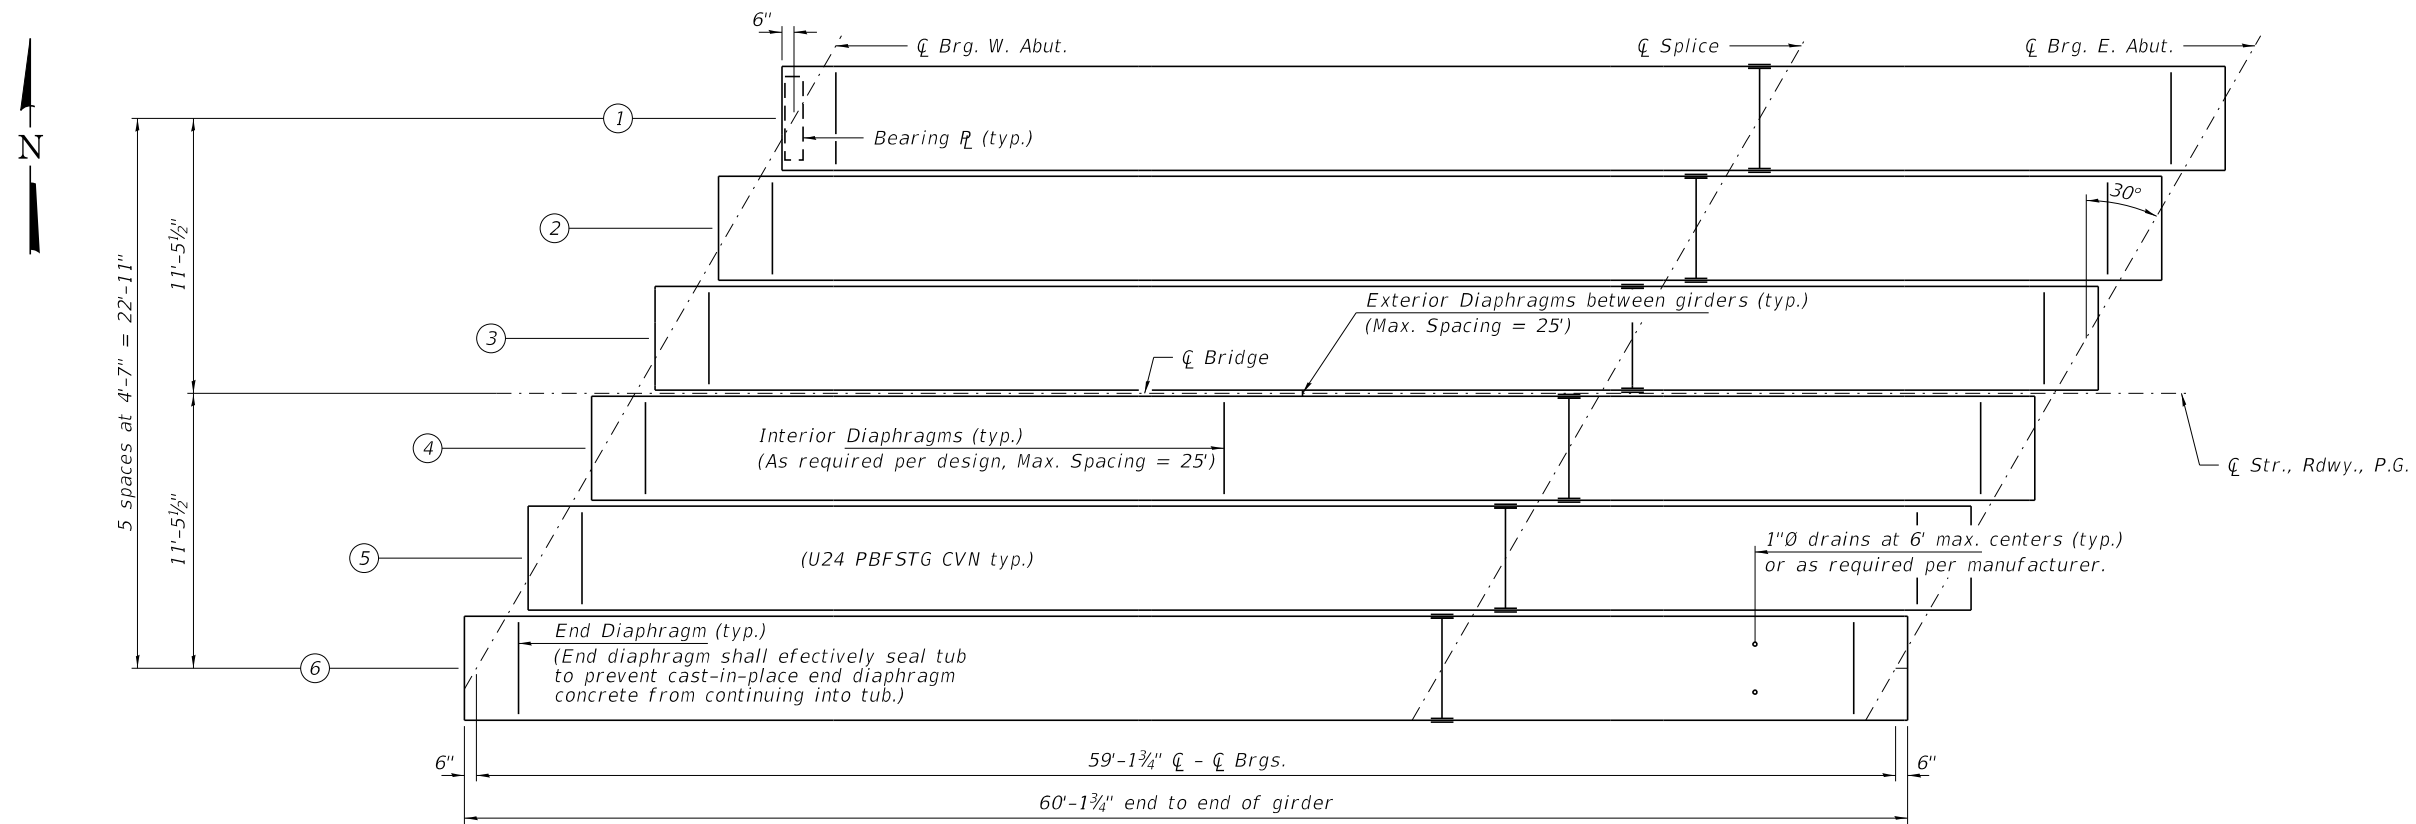 6"
℄ Brg. W. Abut.
℄ Splice
℄ Brg. E. Abut.
N
1
Bearing ℙL (typ.)
30°
2
11'-5½"
5 spaces at 4'-7" = 22'-11"
Exterior Diaphragms between girders (typ.)
(Max. Spacing = 25')
3
℄ Bridge
Interior Diaphragms (typ.)
(As required per design, Max. Spacing = 25')
4
℄ Str., Rdwy., P.G.
11'-5½"
5
(U24 PBFSTG CVN typ.)
1"Ø drains at 6' max. centers (typ.)
or as required per manufacturer.
End Diaphragm (typ.)
(End diaphragm shall efectively seal tub
to prevent cast-in-place end diaphragm
concrete from continuing into tub.)
6
6"
59'-1¾" ℄ - ℄ Brgs.
6"
60'-1¾" end to end of girder